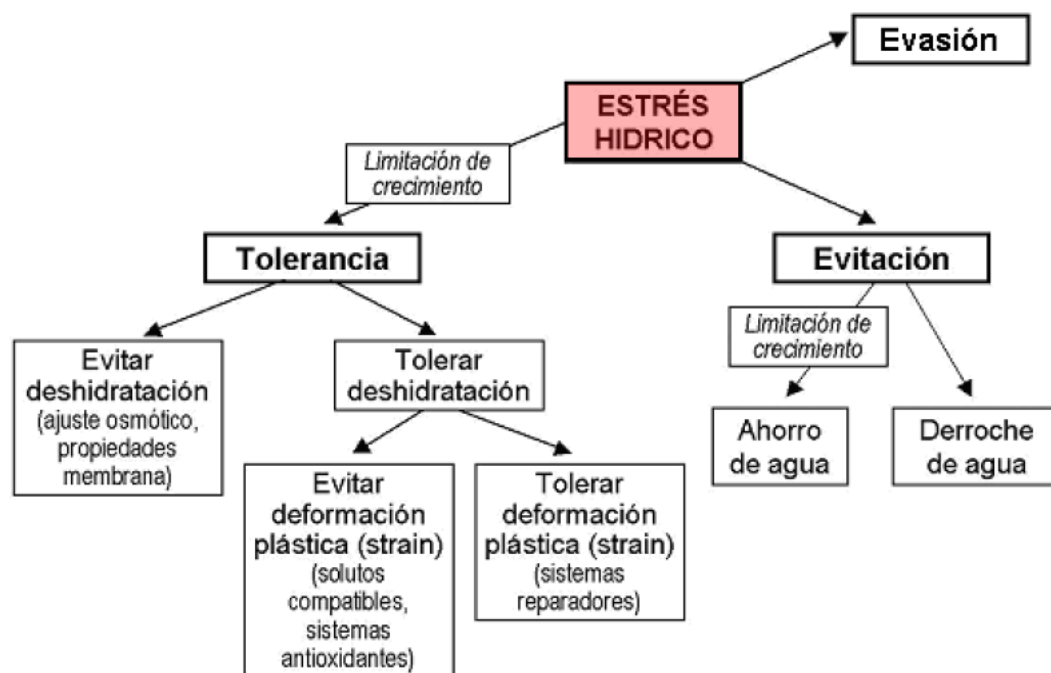 Evasión
ESTRÉS
HIDRICO
Limitación de
crecimiento
Tolerancia
Evitación
Limitación de
crecimiento
Evitar
deshidratación
(ajuste osmótico,
propiedades
membrana)
Tolerar
deshidratación
Ahorro
de agua
Derroche
de agua
Evitar
deformación
plástica (strain)
(solutos
compatibles,
sistemas
antioxidantes)
Tolerar
deformación
plástica (strain)
(sistemas
reparadores)